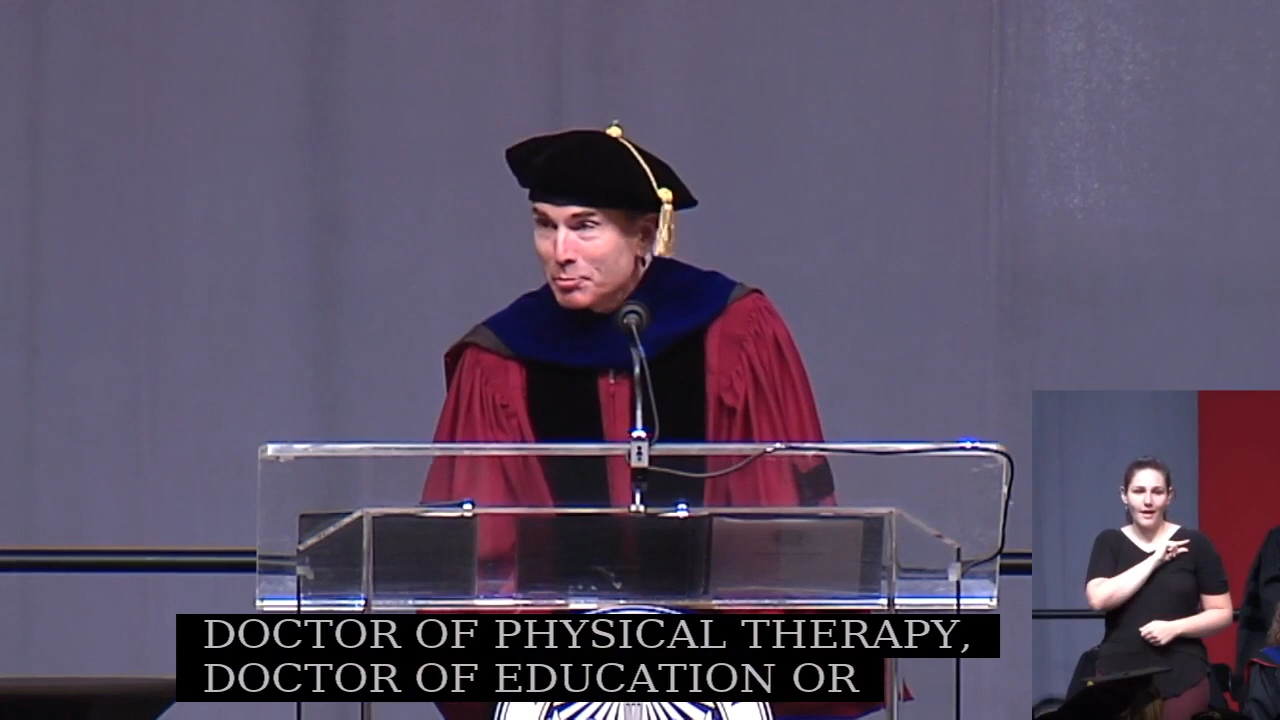 DOCTOR OF PHYSICAL THERAPY,
DOCTOR OF EDUCATION OR